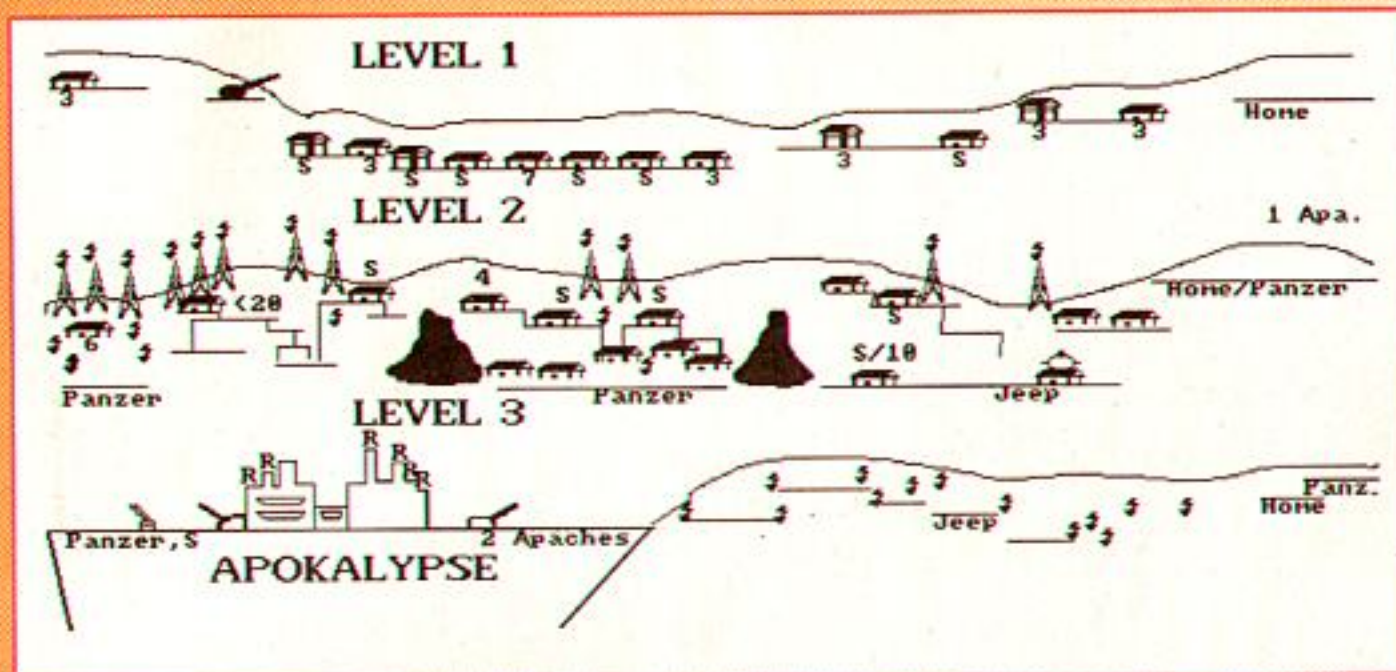 LEVEL 1
3
Home
S 3 S S 7 S S 3 3 S 3 3
LEVEL 2
1 Apa.
S
4
<20
S S
Home/Panzer
S
6
S/10
Panzer
Panzer
Jeep
LEVEL 3
R R R R R R
Panz.
Home
Jeep
Panzer,S
2 Apaches
APOKALYPSE